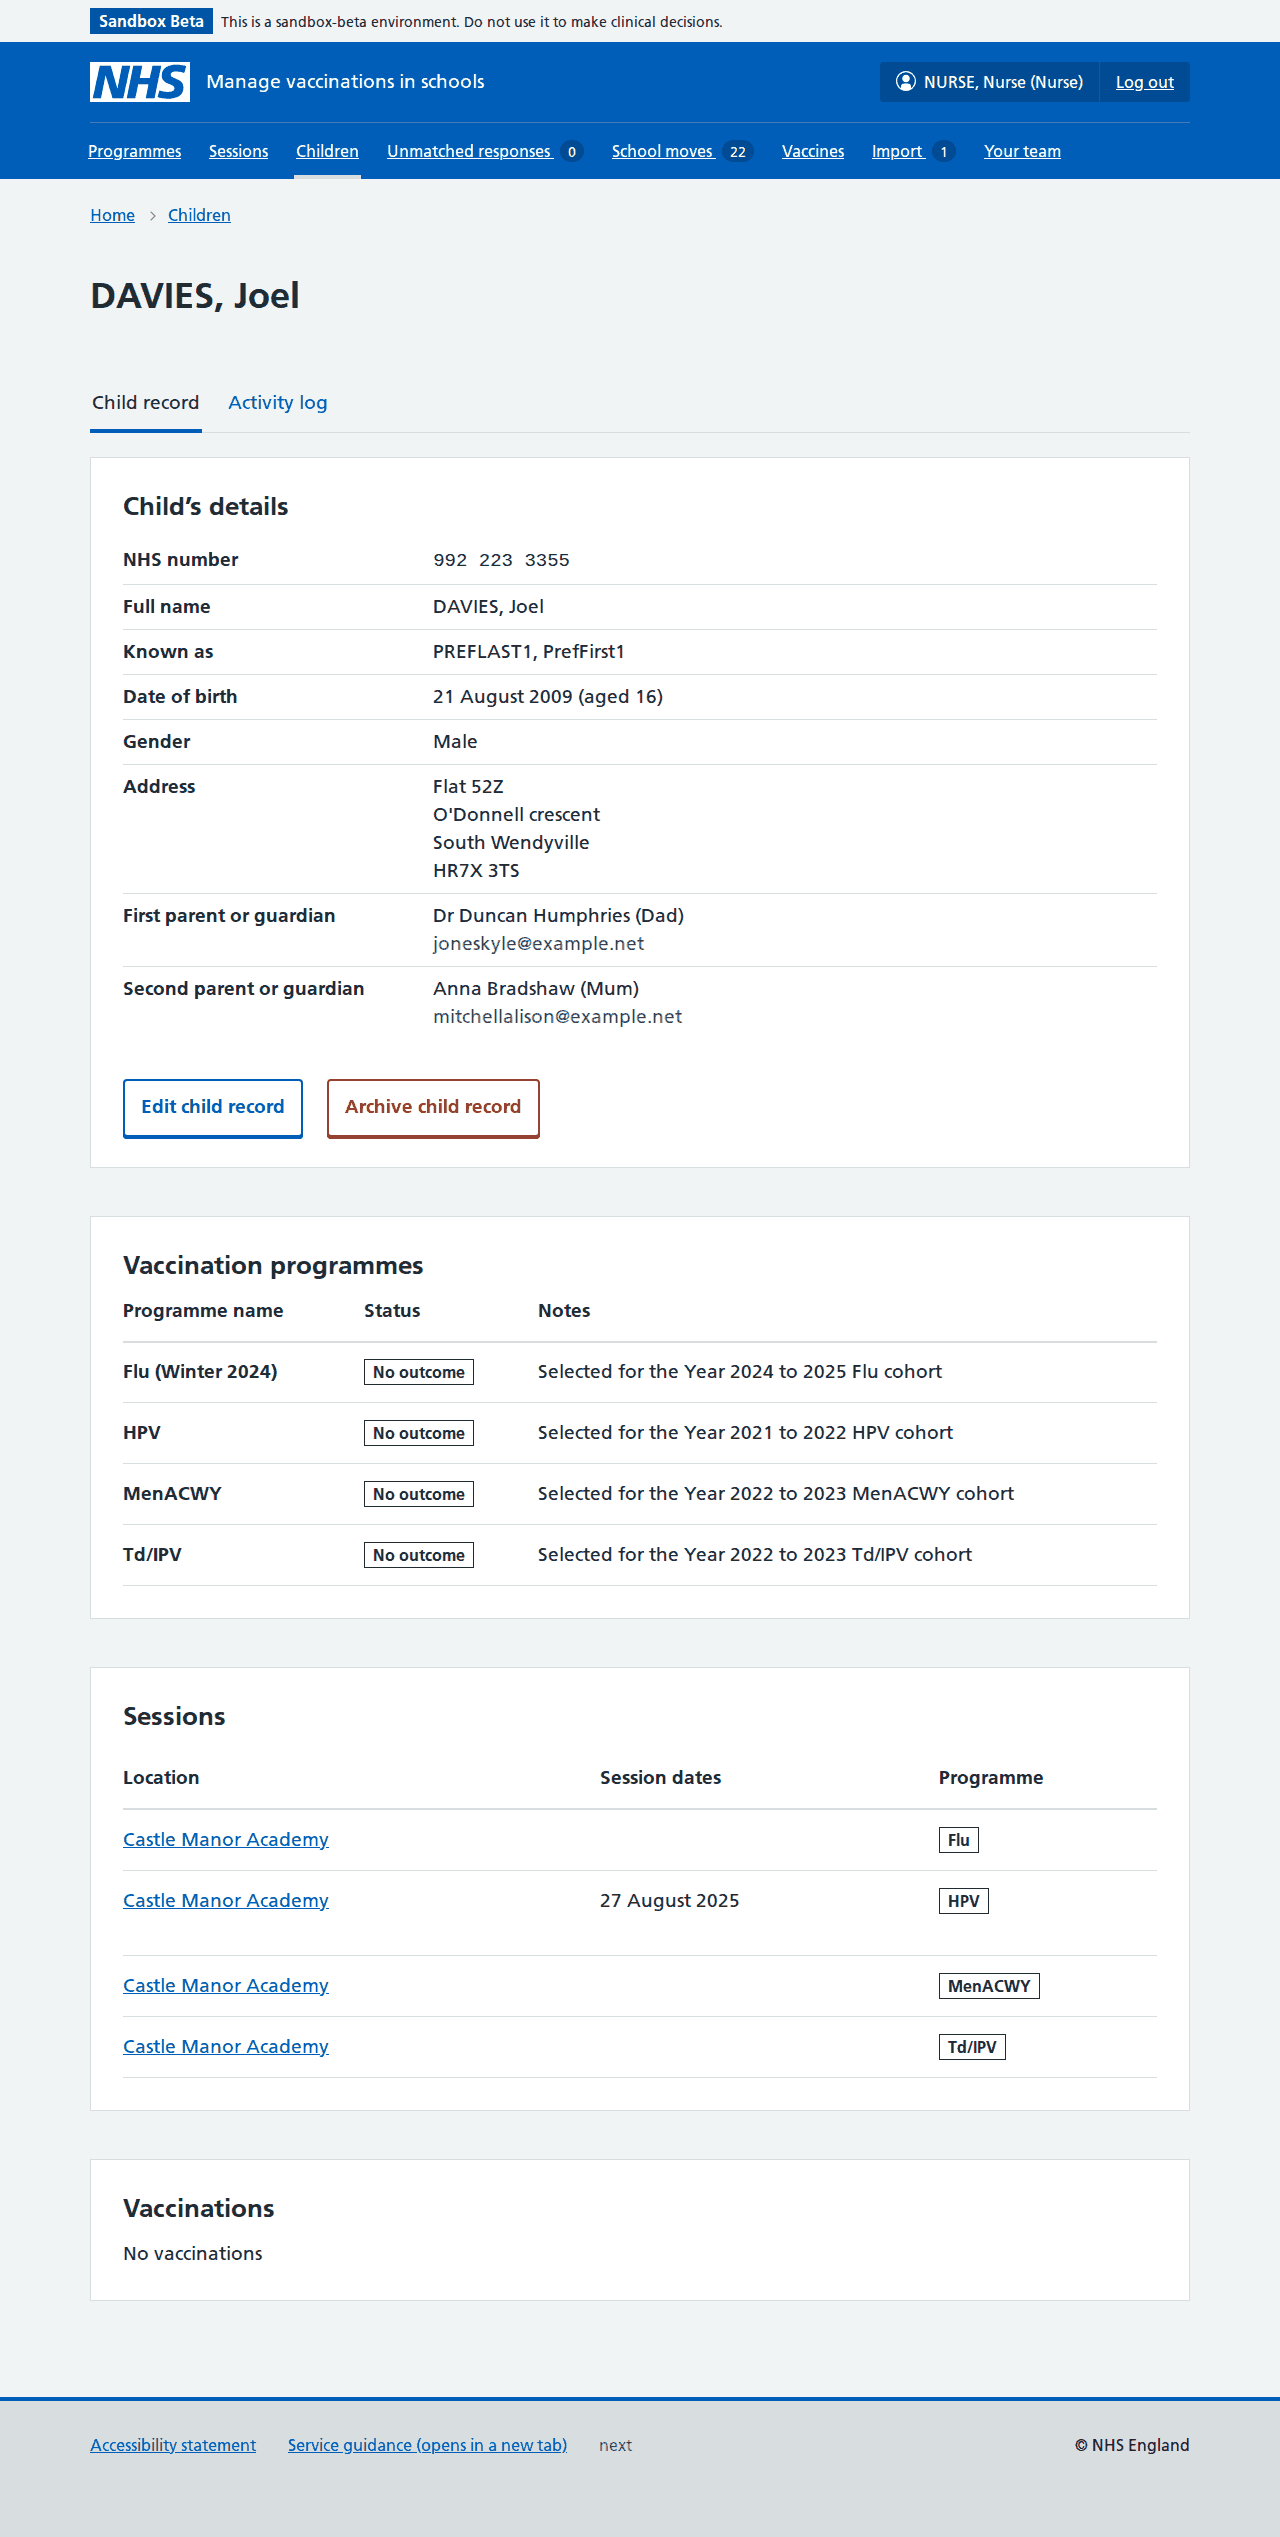 Sandbox Beta This is a sandbox-beta environment. Do not use it to make clinical decisions.
NHS Manage vaccinations in schools NURSE, Nurse (Nurse) Log out
Programmes Sessions Children Unmatched responses 0 School moves 22 Vaccines Import 1 Your team
Home Children
DAVIES, Joel
Child record Activity log
Child’s details
NHS number 992 223 3355
Full name DAVIES, Joel
Known as PREFLAST1, PrefFirst1
Date of birth 21 August 2009 (aged 16)
Gender Male
Address Flat 52Z
O'Donnell crescent
South Wendyville
HR7X 3TS
First parent or guardian Dr Duncan Humphries (Dad)
joneskyle@example.net
Second parent or guardian Anna Bradshaw (Mum)
mitchellalison@example.net
Edit child record Archive child record
Vaccination programmes
Programme name Status Notes
Flu (Winter 2024) No outcome Selected for the Year 2024 to 2025 Flu cohort
HPV No outcome Selected for the Year 2021 to 2022 HPV cohort
MenACWY No outcome Selected for the Year 2022 to 2023 MenACWY cohort
Td/IPV No outcome Selected for the Year 2022 to 2023 Td/IPV cohort
Sessions
Location Session dates Programme
Castle Manor Academy Flu
Castle Manor Academy 27 August 2025 HPV
Castle Manor Academy MenACWY
Castle Manor Academy Td/IPV
Vaccinations
No vaccinations
Accessibility statement Service guidance (opens in a new tab) next © NHS England